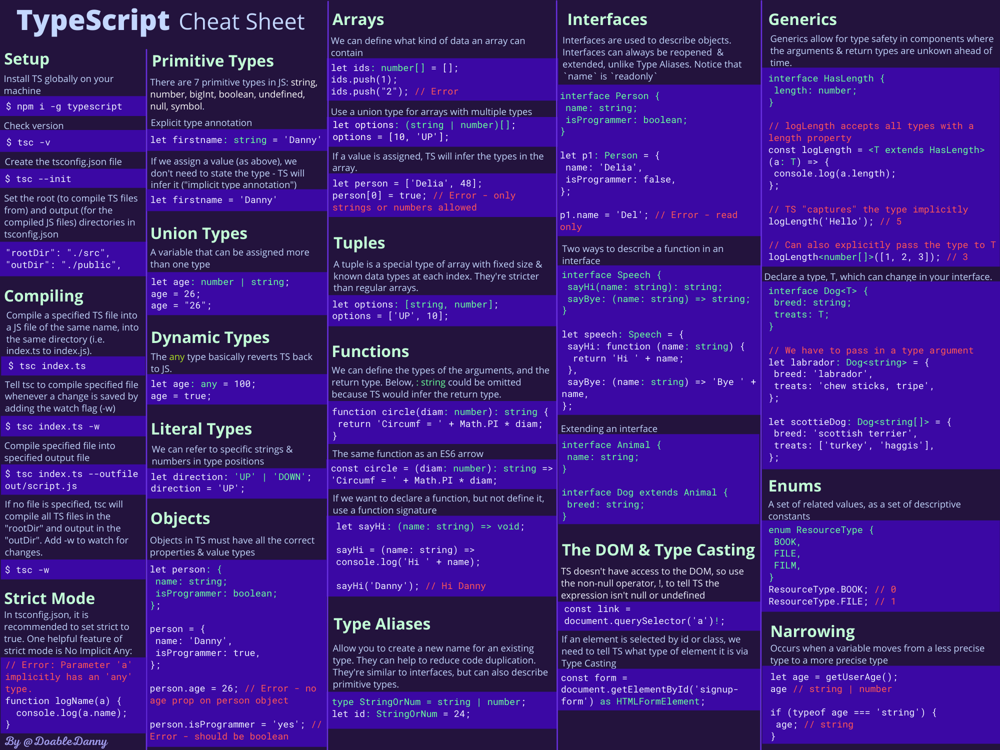 TypeScript Cheat Sheet
Setup
Install TS globally on your
machine
$ npm i -g typescript
Check version
$ tsc -v
Create the tsconfig.json file
$ tsc --init
Set the root (to compile TS files
from) and output (for the
compiled JS files) directories in
tsconfig.json
"rootDir": "./src",
"outDir": "./public",
Compiling
Compile a specified TS file into
a JS file of the same name, into
the same directory (i.e.
index.ts to index.js).
$ tsc index.ts
Tell tsc to compile specified file
whenever a change is saved by
adding the watch flag (-w)
$ tsc index.ts -w
Compile specified file into
specified output file
$ tsc index.ts --outfile
out/script.js
If no file is specified, tsc will
compile all TS files in the
"rootDir" and output in the
"outDir". Add -w to watch for
changes.
$ tsc -w
Strict Mode
In tsconfig.json, it is
recommended to set strict to
true. One helpful feature of
strict mode is No Implicit Any:
// Error: Parameter 'a'
implicitly has an 'any'
type.
function logName(a) {
  console.log(a.name);
}
By @DoableDanny
Primitive Types
There are 7 primitive types in JS: string,
number, bigInt, boolean, undefined,
null, symbol.
Explicit type annotation
let firstname: string = 'Danny'
If we assign a value (as above), we
don't need to state the type - TS will
infer it ("implicit type annotation")
let firstname = 'Danny'
Union Types
A variable that can be assigned more
than one type
let age: number | string;
age = 26;
age = "26";
Dynamic Types
The any type basically reverts TS back
to JS.
let age: any = 100;
age = true;
Literal Types
We can refer to specific strings &
numbers in type positions
let direction: 'UP' | 'DOWN';
direction = 'UP';
Objects
Objects in TS must have all the correct
properties & value types
let person: {
 name: string;
 isProgrammer: boolean;
};
person = {
 name: 'Danny',
 isProgrammer: true,
};
person.age = 26; // Error - no
age prop on person object
person.isProgrammer = 'yes'; //
Error - should be boolean
Arrays
We can define what kind of data an array can
contain
let ids: number[] = [];
ids.push(1);
ids.push("2"); // Error
Use a union type for arrays with multiple types
let options: (string | number)[];
options = [10, 'UP'];
If a value is assigned, TS will infer the types in the
array.
let person = ['Delia', 48];
person[0] = true; // Error - only
strings or numbers allowed
Tuples
A tuple is a special type of array with fixed size &
known data types at each index. They're stricter
than regular arrays.
let options: [string, number];
options = ['UP', 10];
Functions
We can define the types of the arguments, and the
return type. Below, : string could be omitted
because TS would infer the return type.
function circle(diam: number): string {
 return 'Circumf = ' + Math.PI * diam;
}
The same function as an ES6 arrow
const circle = (diam: number): string =>
'Circumf = ' + Math.PI * diam;
If we want to declare a function, but not define it,
use a function signature
let sayHi: (name: string) => void;
sayHi = (name: string) =>
console.log('Hi ' + name);
sayHi('Danny'); // Hi Danny
Type Aliases
Allow you to create a new name for an existing
type. They can help to reduce code duplication.
They're similar to interfaces, but can also describe
primitive types.
type StringOrNum = string | number;
let id: StringOrNum = 24;
Interfaces
Interfaces are used to describe objects.
Interfaces can always be reopened  &
extended, unlike Type Aliases. Notice that
`name` is `readonly`
interface Person {
 name: string;
 isProgrammer: boolean;
}
let p1: Person = {
 name: 'Delia',
 isProgrammer: false,
};
p1.name = 'Del'; // Error - read
only
Two ways to describe a function in an
interface
interface Speech {
 sayHi(name: string): string;
 sayBye: (name: string) => string;
}
let speech: Speech = {
 sayHi: function (name: string) {
  return 'Hi ' + name;
 },
 sayBye: (name: string) => 'Bye ' +
name,
};
Extending an interface
interface Animal {
 name: string;
}
interface Dog extends Animal {
 breed: string;
}
The DOM & Type Casting
TS doesn't have access to the DOM, so use
the non-null operator, !, to tell TS the
expression isn't null or undefined
const link =
document.querySelector('a')!;
If an element is selected by id or class, we
need to tell TS what type of element it is via
Type Casting
const form =
document.getElementById('signup-
form') as HTMLFormElement;
Generics
Generics allow for type safety in components where
the arguments & return types are unkown ahead of
time.
interface HasLength {
 length: number;
}
// logLength accepts all types with a
length property
const logLength = <T extends HasLength>
(a: T) => {
 console.log(a.length);
};
// TS "captures" the type implicitly
logLength('Hello'); // 5
// Can also explicitly pass the type to T
logLength<number[]>([1, 2, 3]); // 3
Declare a type, T, which can change in your interface.
interface Dog<T> {
 breed: string;
 treats: T;
}
// We have to pass in a type argument
let labrador: Dog<string> = {
 breed: 'labrador',
 treats: 'chew sticks, tripe',
};
let scottieDog: Dog<string[]> = {
 breed: 'scottish terrier',
 treats: ['turkey', 'haggis'],
};
Enums
A set of related values, as a set of descriptive
constants
enum ResourceType {
 BOOK,
 FILE,
 FILM,
}
ResourceType.BOOK; // 0
ResourceType.FILE; // 1
Narrowing
Occurs when a variable moves from a less precise
type to a more precise type
let age = getUserAge();
age // string | number
if (typeof age === 'string') {
 age; // string
}